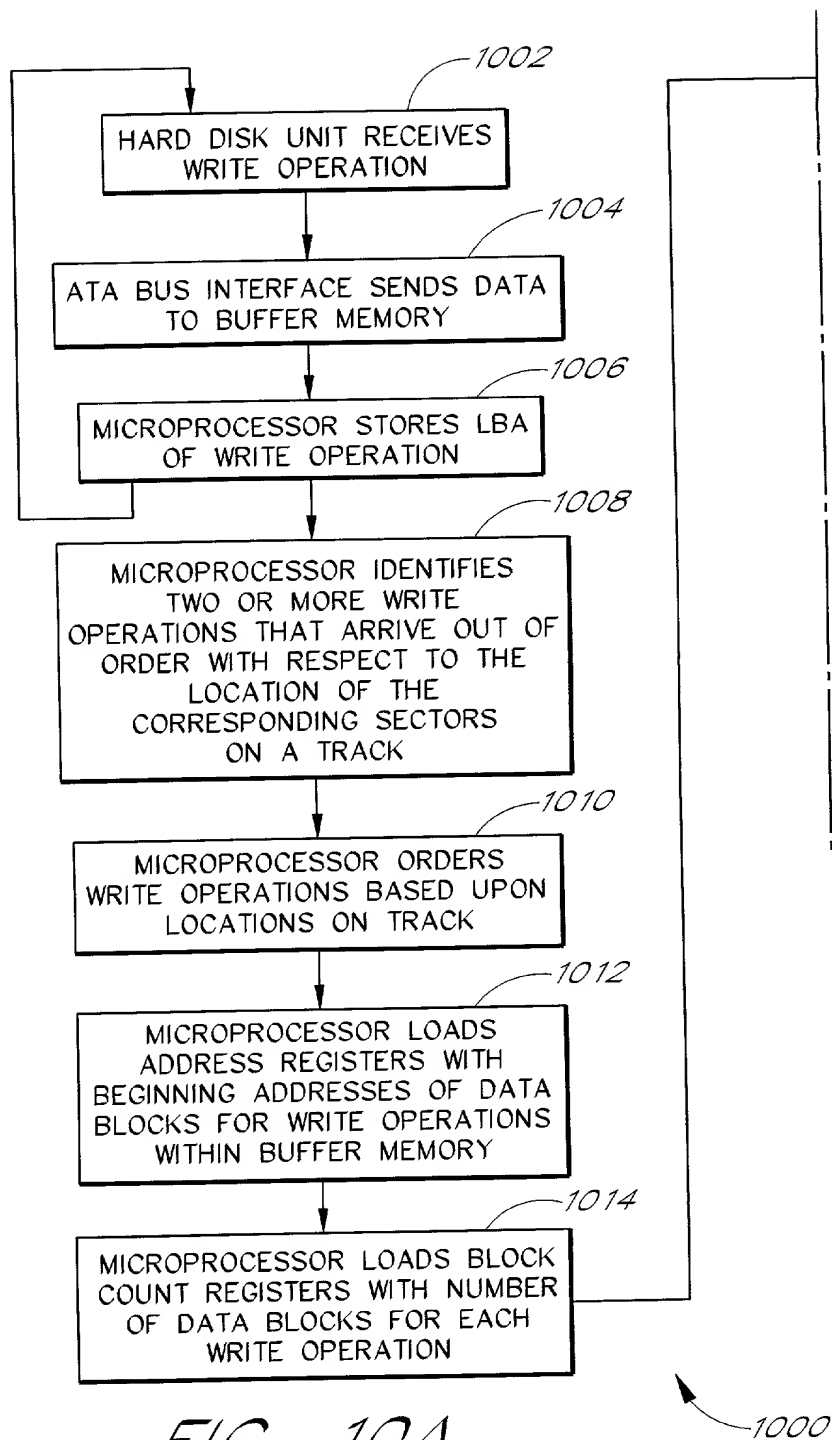 1002
HARD DISK UNIT RECEIVES
WRITE OPERATION
1004
ATA BUS INTERFACE SENDS DATA
TO BUFFER MEMORY
1006
MICROPROCESSOR STORES LBA
OF WRITE OPERATION
1008
MICROPROCESSOR IDENTIFIES
TWO OR MORE WRITE
OPERATIONS THAT ARRIVE OUT OF
ORDER WITH RESPECT TO THE
LOCATION OF THE
CORRESPONDING SECTORS
ON A TRACK
1010
MICROPROCESSOR ORDERS
WRITE OPERATIONS BASED UPON
LOCATIONS ON TRACK
1012
MICROPROCESSOR LOADS
ADDRESS REGISTERS WITH
BEGINNING ADDRESSES OF DATA
BLOCKS FOR WRITE OPERATIONS
WITHIN BUFFER MEMORY
1014
MICROPROCESSOR LOADS BLOCK
COUNT REGISTERS WITH NUMBER
OF DATA BLOCKS FOR EACH
WRITE OPERATION
1000
FIG. 10A